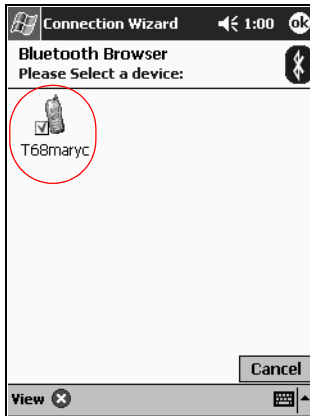 Connection Wizard 1:00 ok
Bluetooth Browser
Please Select a device:
T68maryc
Cancel
View